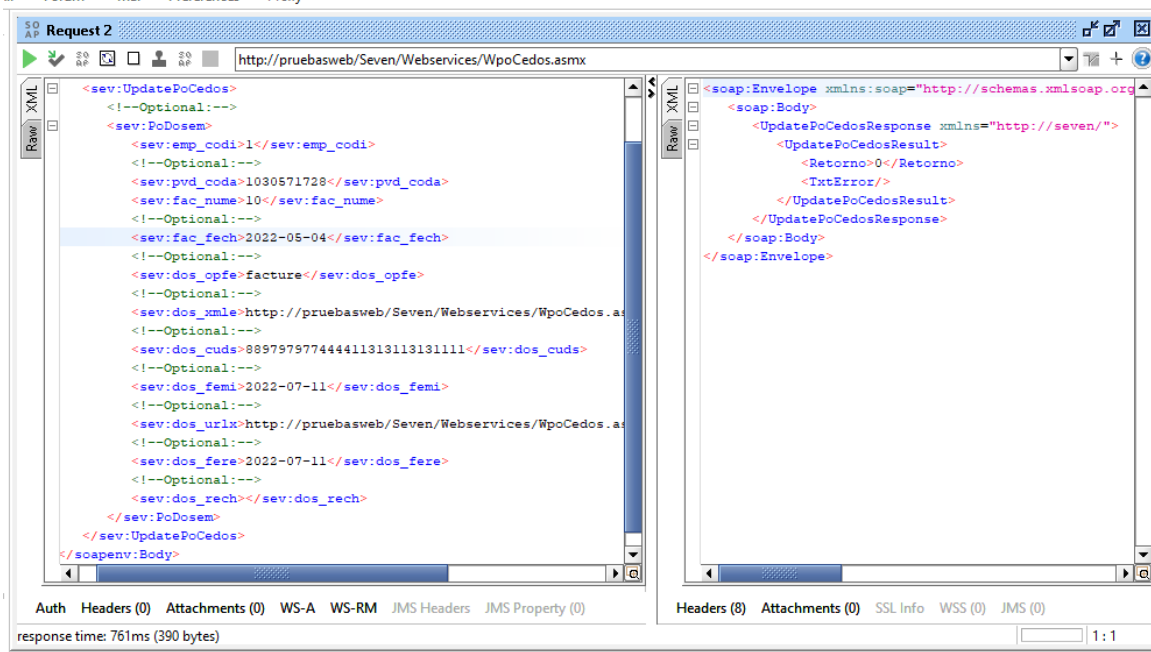 SOAP Request 2
http://pruebasweb/Seven/Webservices/WpoCedos.asmx
XML
Raw
<sev:UpdatePoCedos>
<!--Optional:-->
<sev:PoDosem>
<sev:emp_codi>1</sev:emp_codi>
<!--Optional:-->
<sev:pvd_coda>1030571728</sev:pvd_coda>
<sev:fac_nume>10</sev:fac_nume>
<!--Optional:-->
<sev:fac_fech>2022-05-04</sev:fac_fech>
<!--Optional:-->
<sev:dos_opfe>facture</sev:dos_opfe>
<!--Optional:-->
<sev:dos_xmle>http://pruebasweb/Seven/Webservices/WpoCedos.as
<!--Optional:-->
<sev:dos_cuds>889797977444411313113131111</sev:dos_cuds>
<!--Optional:-->
<sev:dos_femi>2022-07-11</sev:dos_femi>
<!--Optional:-->
<sev:dos_urlx>http://pruebasweb/Seven/Webservices/WpoCedos.as
<!--Optional:-->
<sev:dos_fere>2022-07-11</sev:dos_fere>
<!--Optional:-->
<sev:dos_rech></sev:dos_rech>
</sev:PoDosem>
</sev:UpdatePoCedos>
</soapenv:Body>
XML
Raw
<soap:Envelope xmlns:soap="http://schemas.xmlsoap.org
<soap:Body>
<UpdatePoCedosResponse xmlns="http://seven/">
<UpdatePoCedosResult>
<Retorno>0</Retorno>
<TxtError/>
</UpdatePoCedosResult>
</UpdatePoCedosResponse>
</soap:Body>
</soap:Envelope>
Auth Headers (0) Attachments (0) WS-A WS-RM JMS Headers JMS Property (0)
Headers (8) Attachments (0) SSL Info WSS (0) JMS (0)
response time: 761ms (390 bytes)
1 : 1